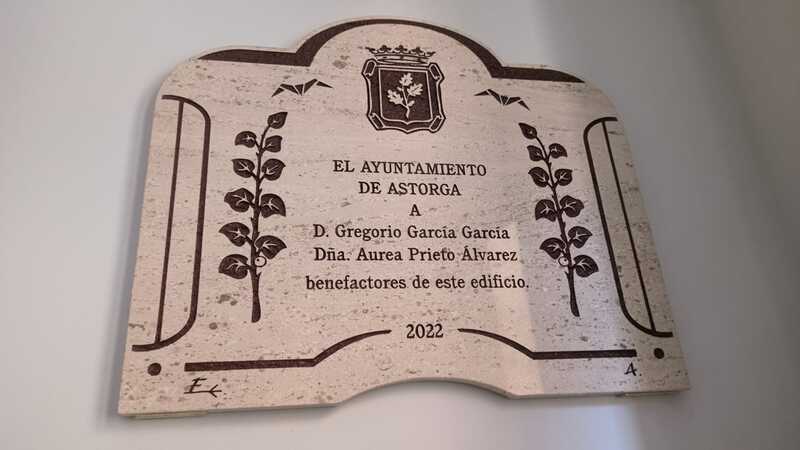 EL AYUNTAMIENTO
DE ASTORGA
A
D. Gregorio García García
Dña. Aurea Prieto Álvarez
benefactores de este edificio.
2022
E
A.